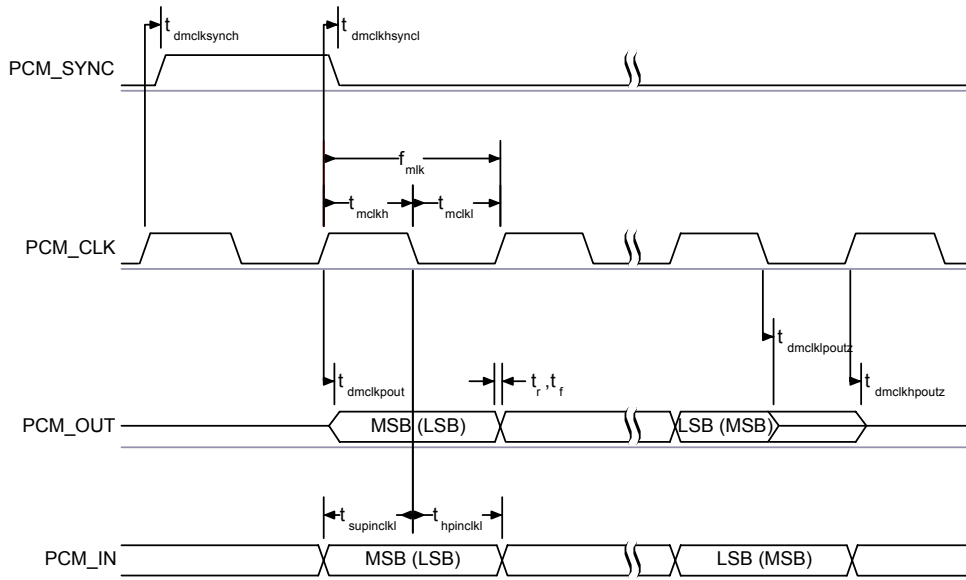 t dmclksynch
t dmclkhsyncl
PCM_SYNC
f mlk
t mclkh
t mclkl
PCM_CLK
t dmclklpoutz
t dmclkpout
t r ,t f
t dmclkhpoutz
PCM_OUT
MSB (LSB)
LSB (MSB)
t supinclkl
t hpinclkl
PCM_IN
MSB (LSB)
LSB (MSB)